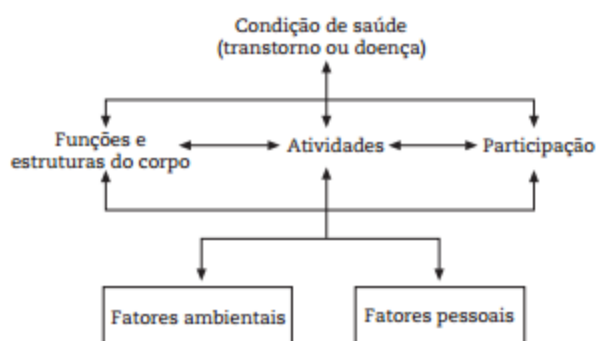 Condição de saúde
(transtorno ou doença)
Funções e
estruturas do corpo
Atividades
Participação
Fatores ambientais
Fatores pessoais